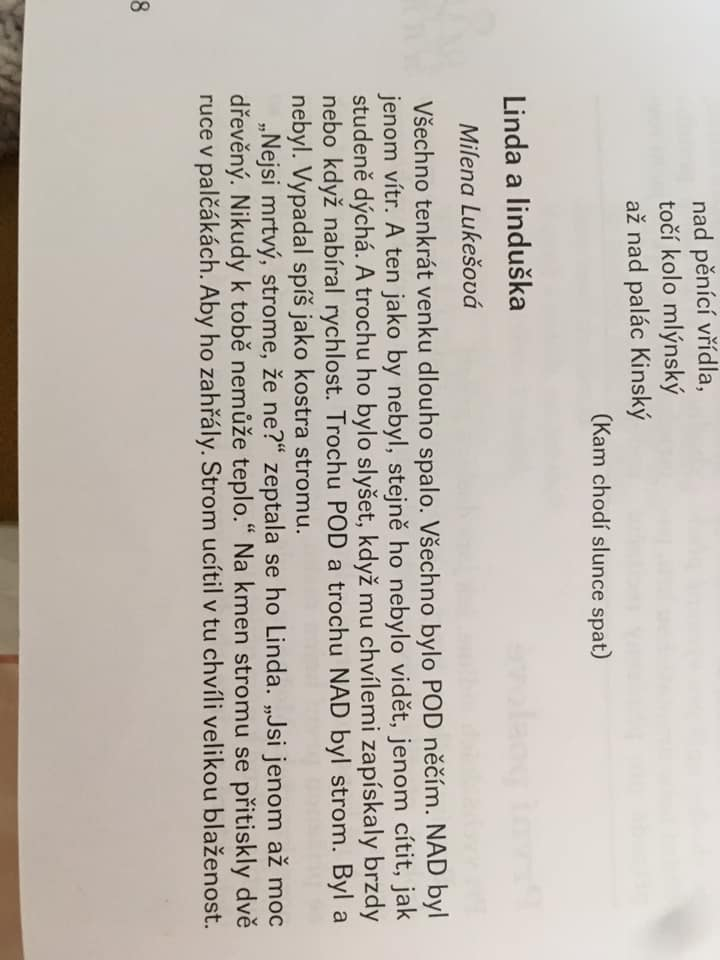 nad pěnící vřídla,
točí kolo mlýnský
až nad palác Kinský
(Kam chodí slunce spat)
Linda a linduška
Milena Lukešová
Všechno tenkrát venku dlouho spalo. Všechno bylo POD něčím. NAD byl
jenom vítr. A ten jako by nebyl, stejně ho nebylo vidět, jenom cítit, jak
studeně dýchá. A trochu ho bylo slyšet, když mu chvílemi zapískaly brzdy
nebo když nabíral rychlost. Trochu POD a trochu NAD byl strom. Byl a
nebyl. Vypadal spíš jako kostra stromu.
„Nejsi mrtvý, strome, že ne?“ zeptala se ho Linda. „Jsi jenom až moc
dřevěný. Nikudy k tobě nemůže teplo.“ Na kmen stromu se přitiskly dvě
ruce v palčákách. Aby ho zahřály. Strom ucítil v tu chvíli velikou blaženost.
8